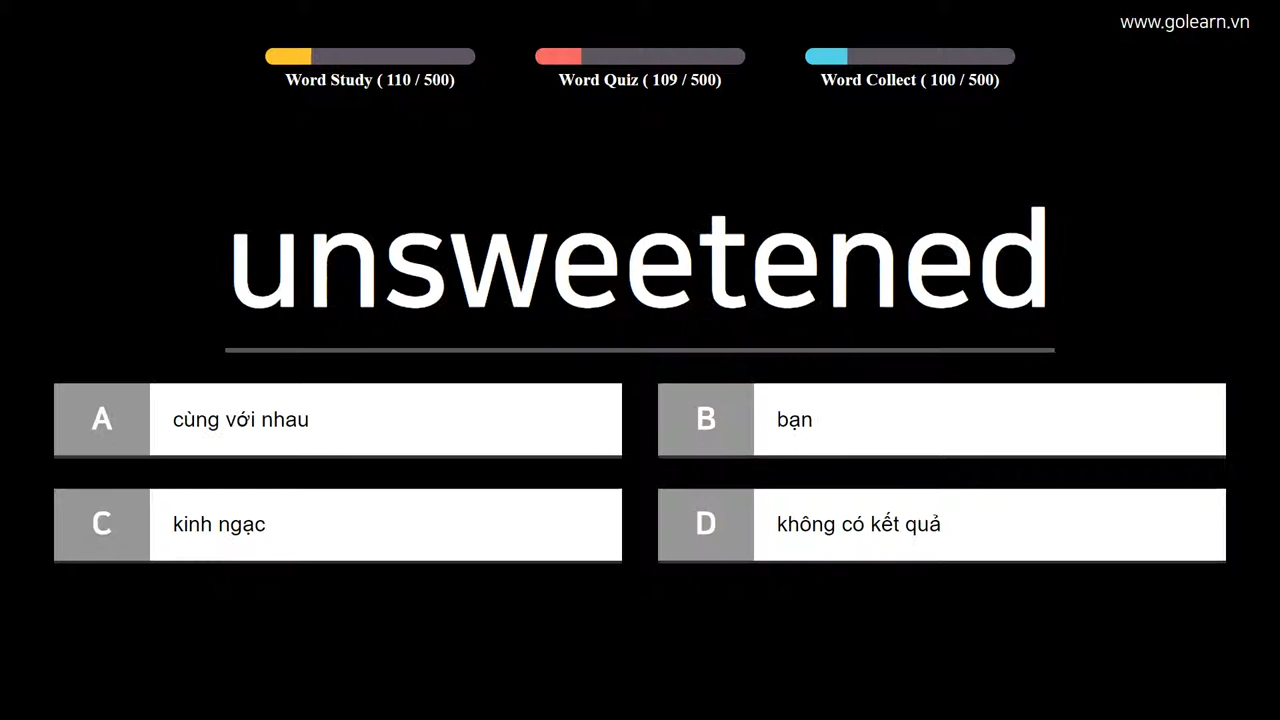 www.golearn.vn
Word Study ( 110 / 500)
Word Quiz ( 109 / 500)
Word Collect ( 100 / 500)
unsweetened
A cùng với nhau
B bạn
C kinh ngạc
D không có kết quả